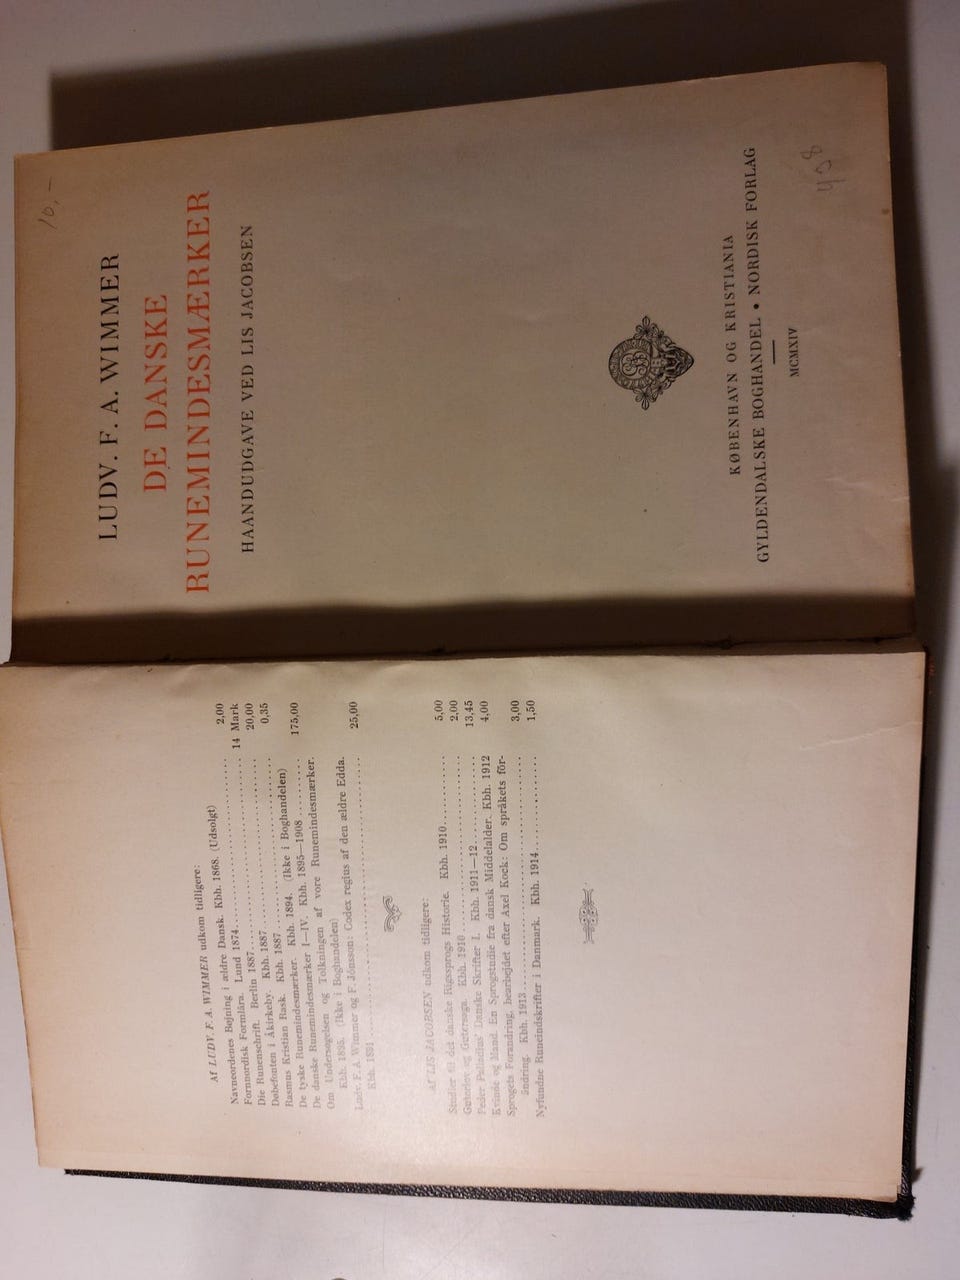 Af LUDV. F. A. WIMMER udkom tidligere:
Navneordenes Bøjning i ældre Dansk. Kbh. 1868. (Udsolgt)
Fornnordisk Formlära. Lund 1874 2,00
Die Runenschrift. Berlin 1887 14 Mark
Døbefonten i Åkirkeby. Kbh. 1887 20,00
Rasmus Kristian Rask. Kbh. 1887 0,35
De tyske Runemindesmærker. Kbh. 1894. (Ikke i Boghandelen)
De danske Runemindesmærker I—IV. Kbh. 1895—1908 175,00
Om Undersøgelsen og Tolkningen af vore Runemindesmærker.
Kbh. 1895. (Ikke i Boghandelen)
Ludv. F. A. Wimmer og F. Jónsson: Codex regius af den ældre Edda.
Kbh. 1891 25,00
Af LIS JACOBSEN udkom tidligere:
Studier til det danske Rigssprogs Historie. Kbh. 1910 5,00
Guterlov og Gutersaga. Kbh. 1910 2,00
Peder Palladius' Danske Skrifter I. Kbh. 1911—12 13,45
Kvinde og Mand. En Sprogstudie fra dansk Middelalder. Kbh. 1912 4,00
Sprogets Forandring, bearbejdet efter Axel Kock: Om språkets för-
ändring. Kbh. 1913 3,00
Nyfundne Runeindskrifter i Danmark. Kbh. 1914 1,50
10,-
LUDV. F. A. WIMMER
DE DANSKE
RUNEMINDESMÆRKER
HAANDUDGAVE VED LIS JACOBSEN
KØBENHAVN OG KRISTIANIA
GYLDENDALSKE BOGHANDEL • NORDISK FORLAG
MCMXIV